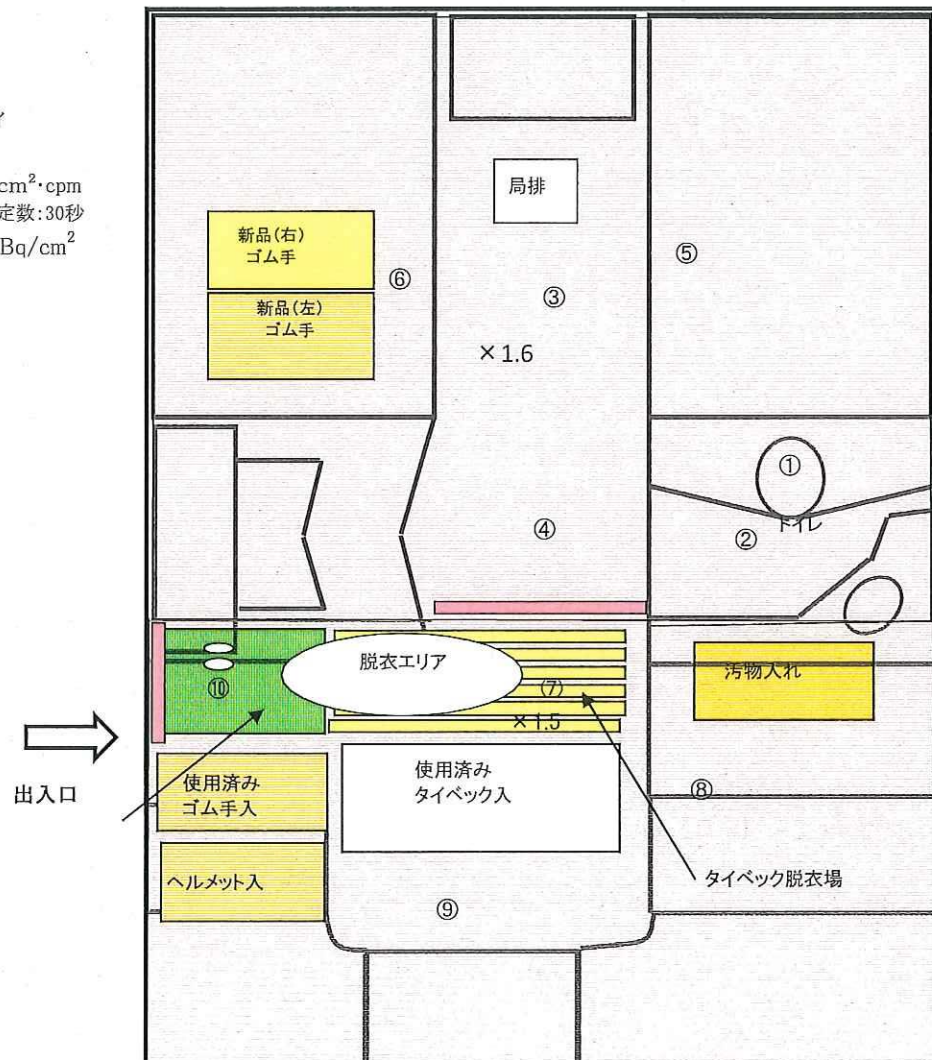 cm²･cpm
定数:30秒
Bq/cm²
局排
新品(右)
ゴム手
⑥
新品(左)
ゴム手
③
⑤
×1.6
①
④
②
トイレ
脱衣エリア
⑩
(7)
×1.5
汚物入れ
出入口
使用済み
ゴム手入
使用済み
タイベック入
⑧
ヘルメット入
⑨
タイベック脱衣場